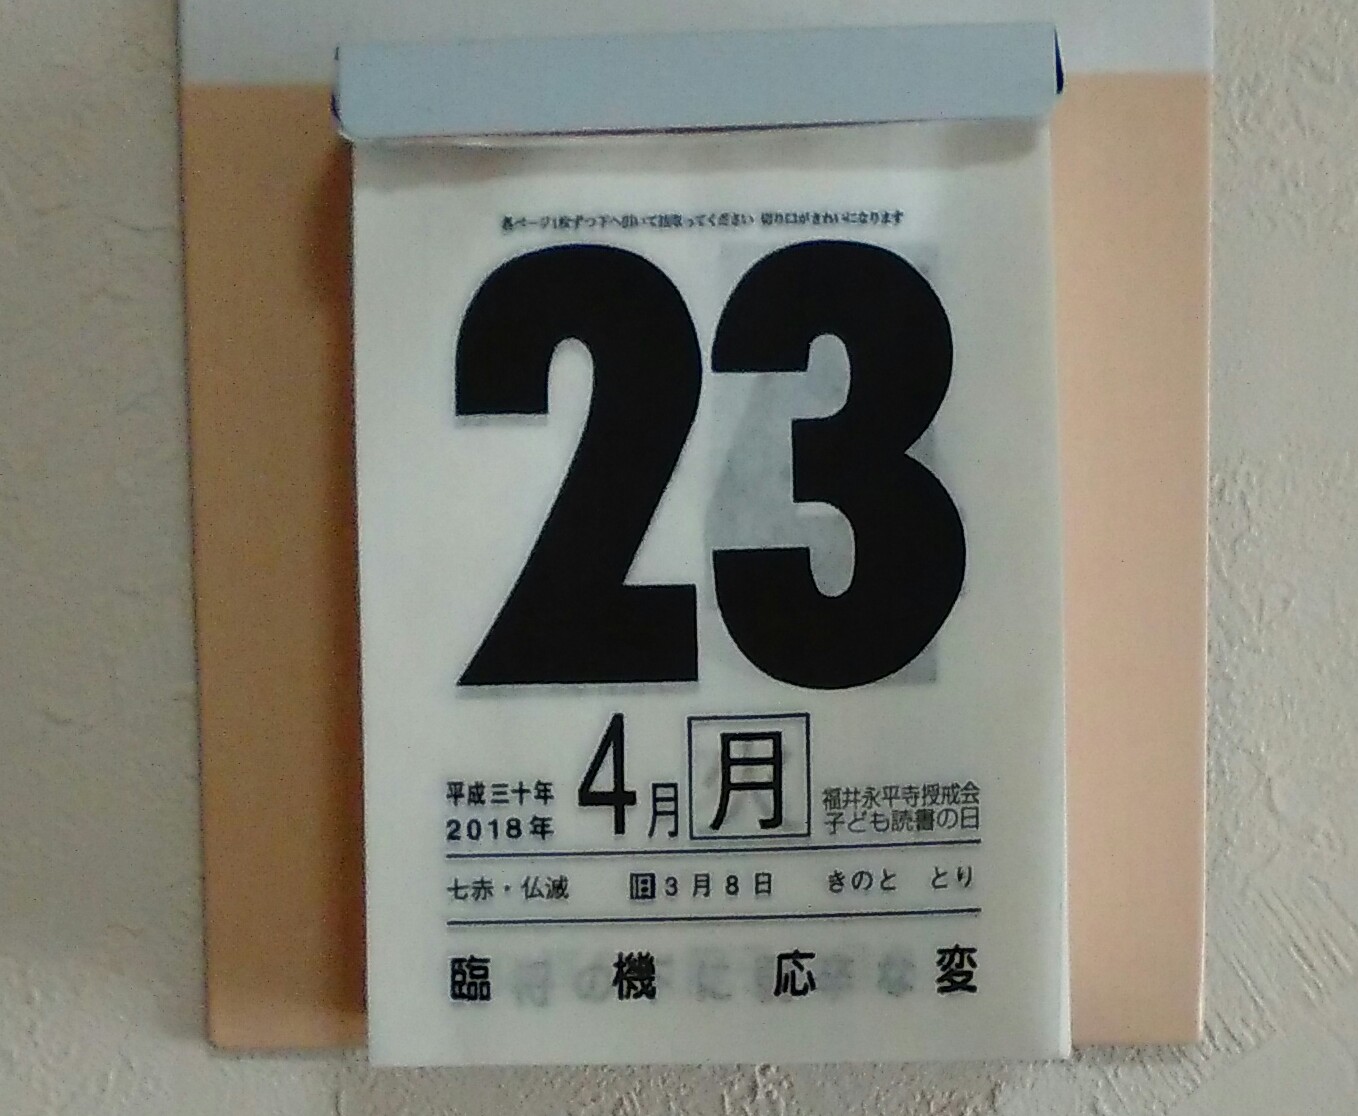 各ページ1枚ずつ下へ引いて抜取ってください 切り口がきれいになります
23
平成三十年
2018年
4月 月
福井永平寺授戒会
子ども読書の日
七赤・仏滅 旧3月8日 きのと とり
臨機応変